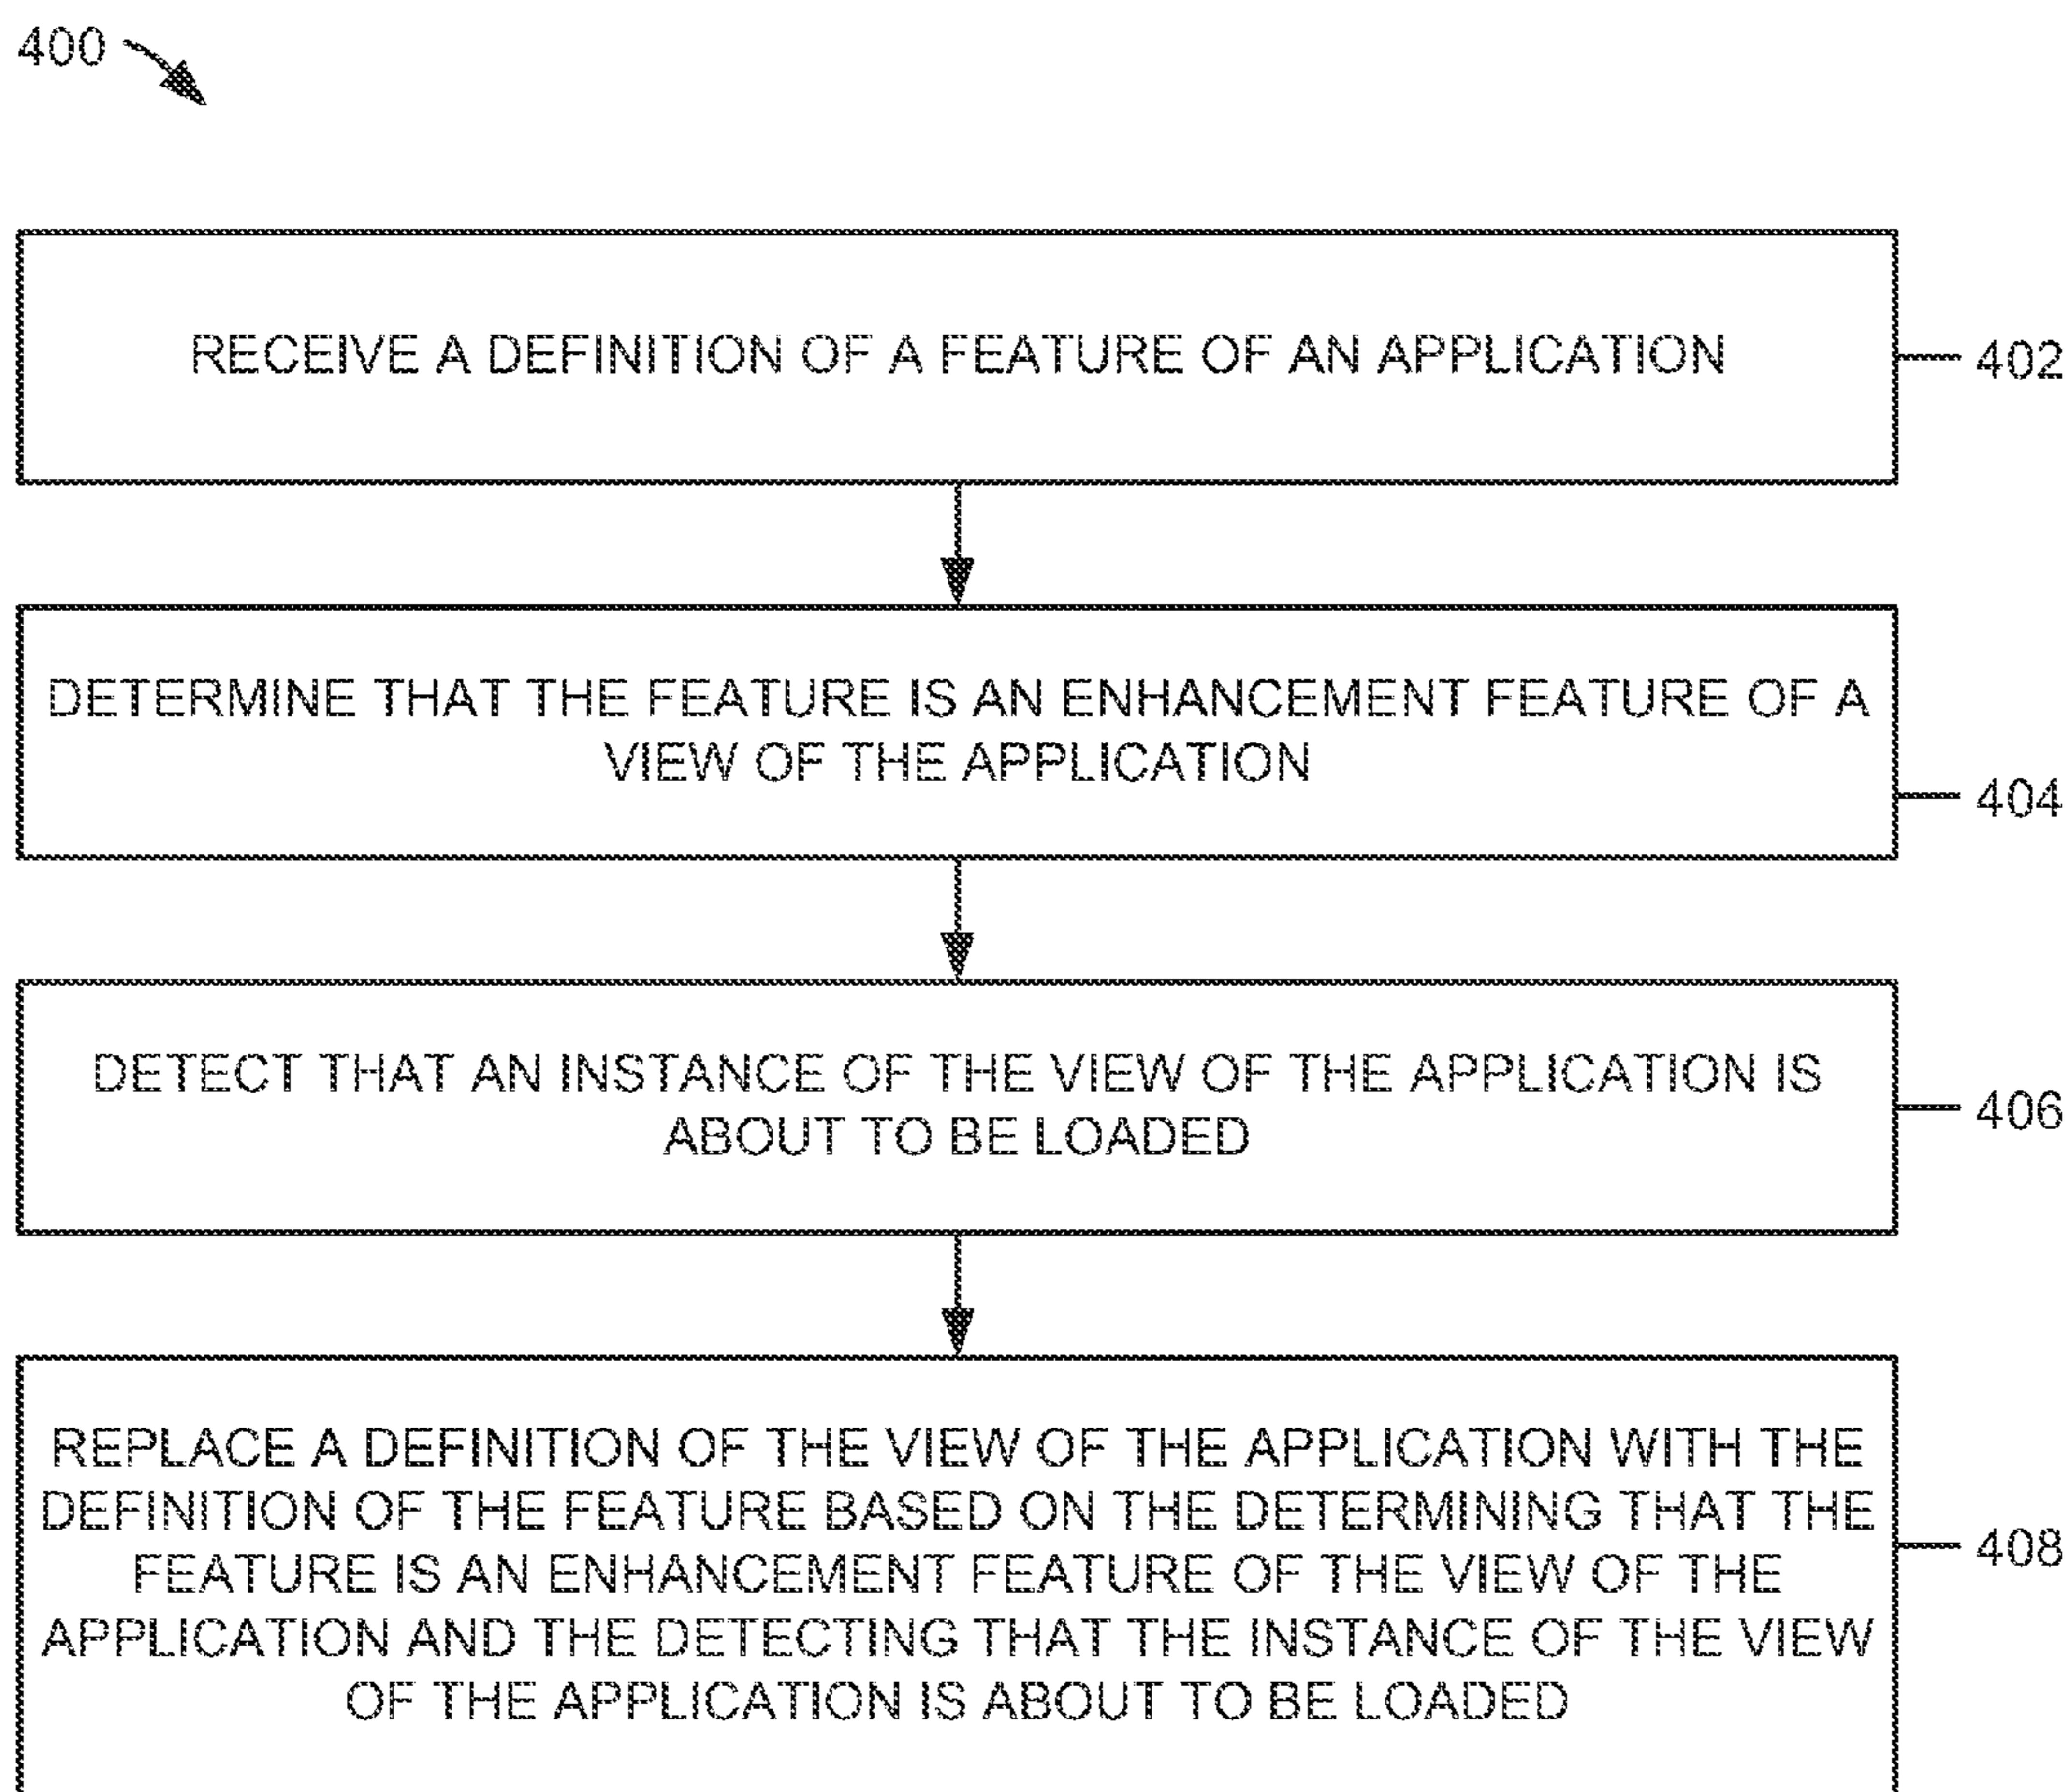 400
RECEIVE A DEFINITION OF A FEATURE OF AN APPLICATION
402
DETERMINE THAT THE FEATURE IS AN ENHANCEMENT FEATURE OF A
VIEW OF THE APPLICATION
404
DETECT THAT AN INSTANCE OF THE VIEW OF THE APPLICATION IS
ABOUT TO BE LOADED
406
REPLACE A DEFINITION OF THE VIEW OF THE APPLICATION WITH THE
DEFINITION OF THE FEATURE BASED ON THE DETERMINING THAT THE
FEATURE IS AN ENHANCEMENT FEATURE OF THE VIEW OF THE
APPLICATION AND THE DETECTING THAT THE INSTANCE OF THE VIEW
OF THE APPLICATION IS ABOUT TO BE LOADED
408